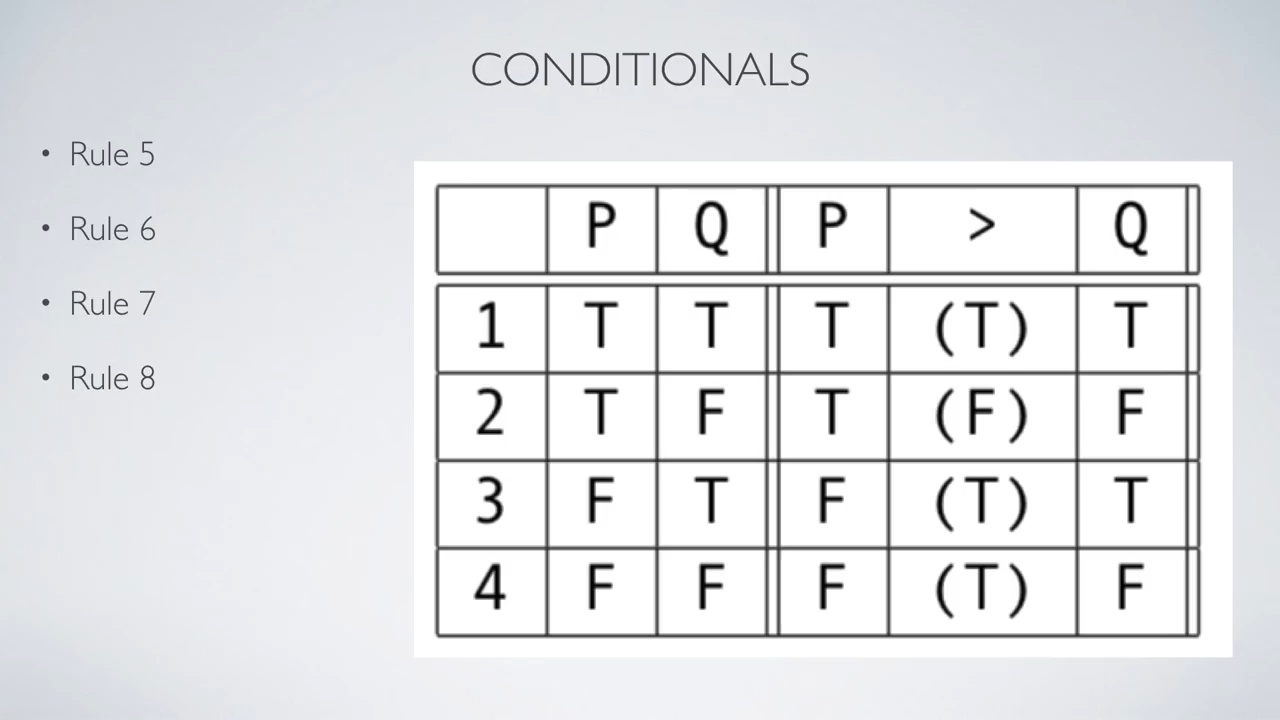 CONDITIONALS
• Rule 5
• Rule 6
• Rule 7
• Rule 8
P Q P > Q
1 T T T (T) T
2 T F T (F) F
3 F T F (T) T
4 F F F (T) F